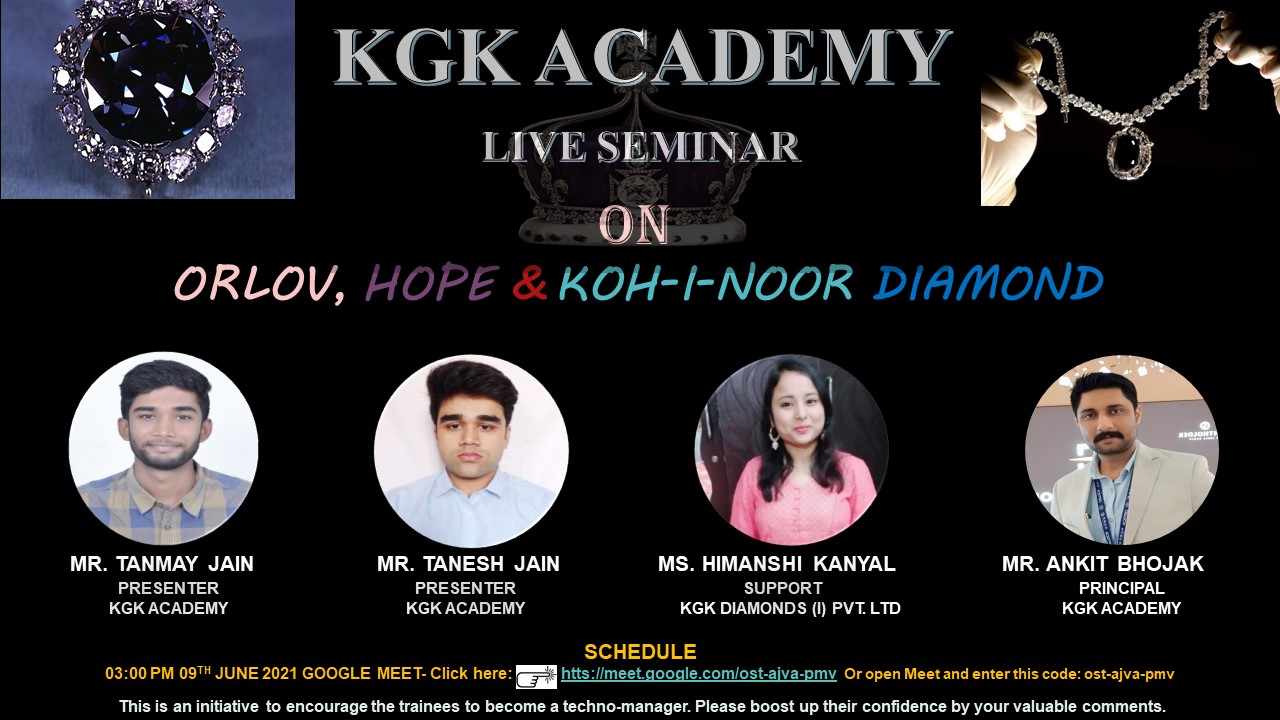 KGK ACADEMY
LIVE SEMINAR
ON
ORLOV, HOPE & KOH-I-NOOR DIAMOND
MR. TANMAY JAIN
PRESENTER
KGK ACADEMY
MR. TANESH JAIN
PRESENTER
KGK ACADEMY
MS. HIMANSHI KANYAL
SUPPORT
KGK DIAMONDS (I) PVT. LTD
MR. ANKIT BHOJAK
PRINCIPAL
KGK ACADEMY
SCHEDULE
03:00 PM 09TH JUNE 2021 GOOGLE MEET- Click here: htts://meet.google.com/ost-ajva-pmv Or open Meet and enter this code: ost-ajva-pmv
This is an initiative to encourage the trainees to become a techno-manager. Please boost up their confidence by your valuable comments.